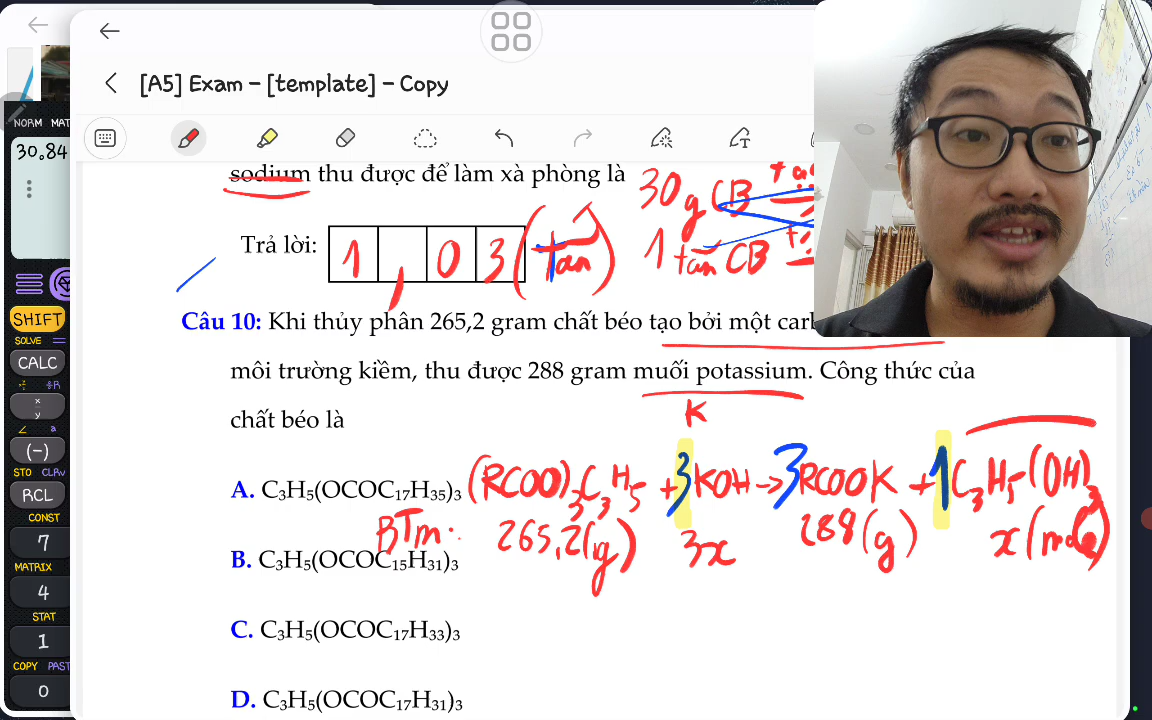 [A5] Exam – [template] – Copy
NORM MAT
30.84
sodium thu được để làm xà phòng là
30g CB
Trả lời: 1 , 0 3 (tấn)
1 tấn CB
SHIFT
Câu 10: Khi thủy phân 265,2 gram chất béo tạo bởi một carb
SOLVE =
CALC
môi trường kiềm, thu được 288 gram muối potassium. Công thức của
K
x
y
chất béo là
(−)
STO CLRv
RCL
(RCOO)₃C₃H₅ + 3KOH → 3RCOOK + 1C₃H₅(OH)₃
A. C₃H₅(OCOC₁₇H₃₅)₃
CONST
7
BTm: 265,2(g) 3x 288(g) x(mol)
B. C₃H₅(OCOC₁₅H₃₁)₃
MATRIX
4
STAT
1
C. C₃H₅(OCOC₁₇H₃₃)₃
COPY PAST
0
D. C₃H₅(OCOC₁₇H₃₁)₃